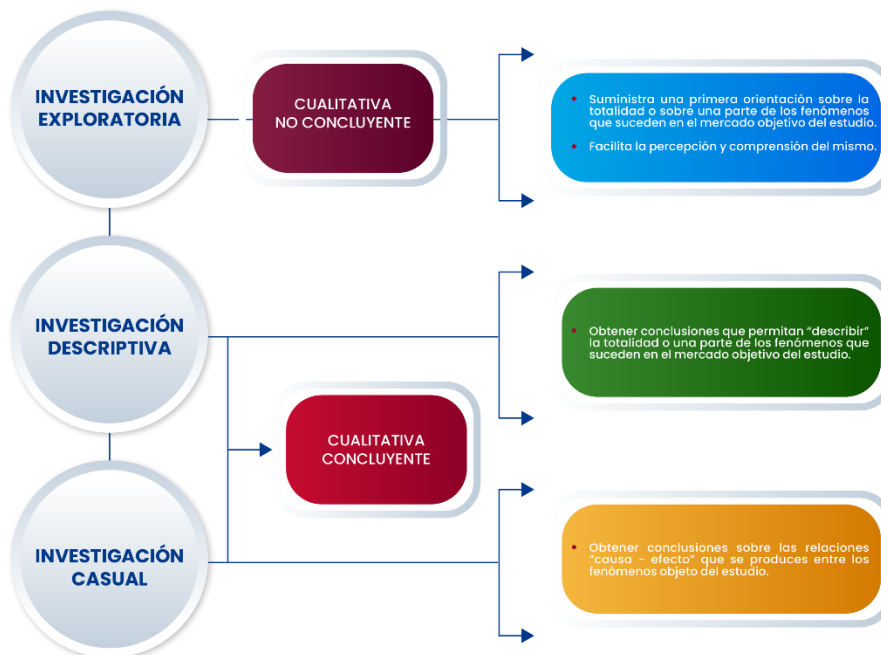 INVESTIGACIÓN
EXPLORATORIA
CUALITATIVA
NO CONCLUYENTE
• Suministra una primera orientación sobre la
totalidad o sobre una parte de los fenómenos
que suceden en el mercado objetivo del estudio.
• Facilita la percepción y comprensión del mismo.
INVESTIGACIÓN
DESCRIPTIVA
• Obtener conclusiones que permitan “describir”
la totalidad o una parte de los fenómenos que
suceden en el mercado objetivo del estudio.
CUALITATIVA
CONCLUYENTE
INVESTIGACIÓN
CASUAL
• Obtener conclusiones sobre las relaciones
“causa - efecto” que se produces entre los
fenómenos objeto del estudio.